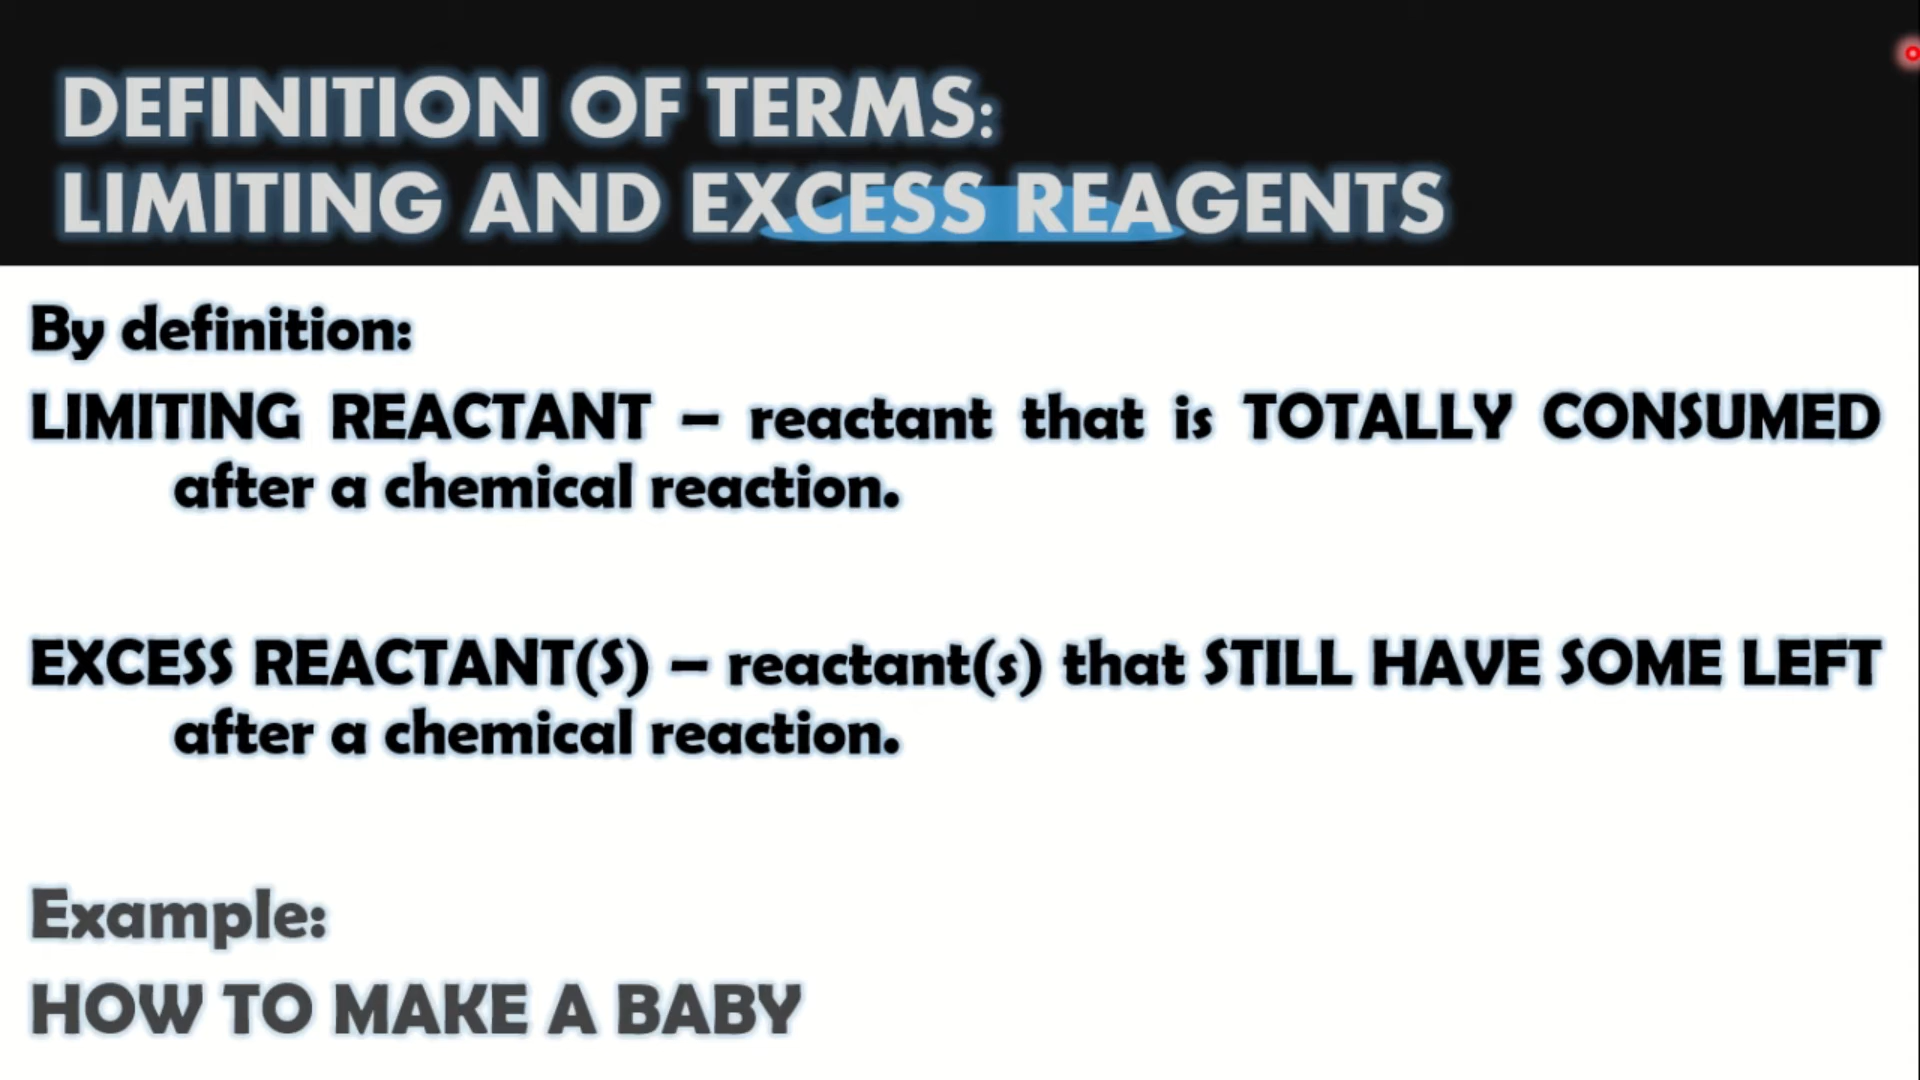 DEFINITION OF TERMS:
LIMITING AND EXCESS REAGENTS
By definition:
LIMITING REACTANT – reactant that is TOTALLY CONSUMED
after a chemical reaction.
EXCESS REACTANT(S) – reactant(s) that STILL HAVE SOME LEFT
after a chemical reaction.
Example:
HOW TO MAKE A BABY